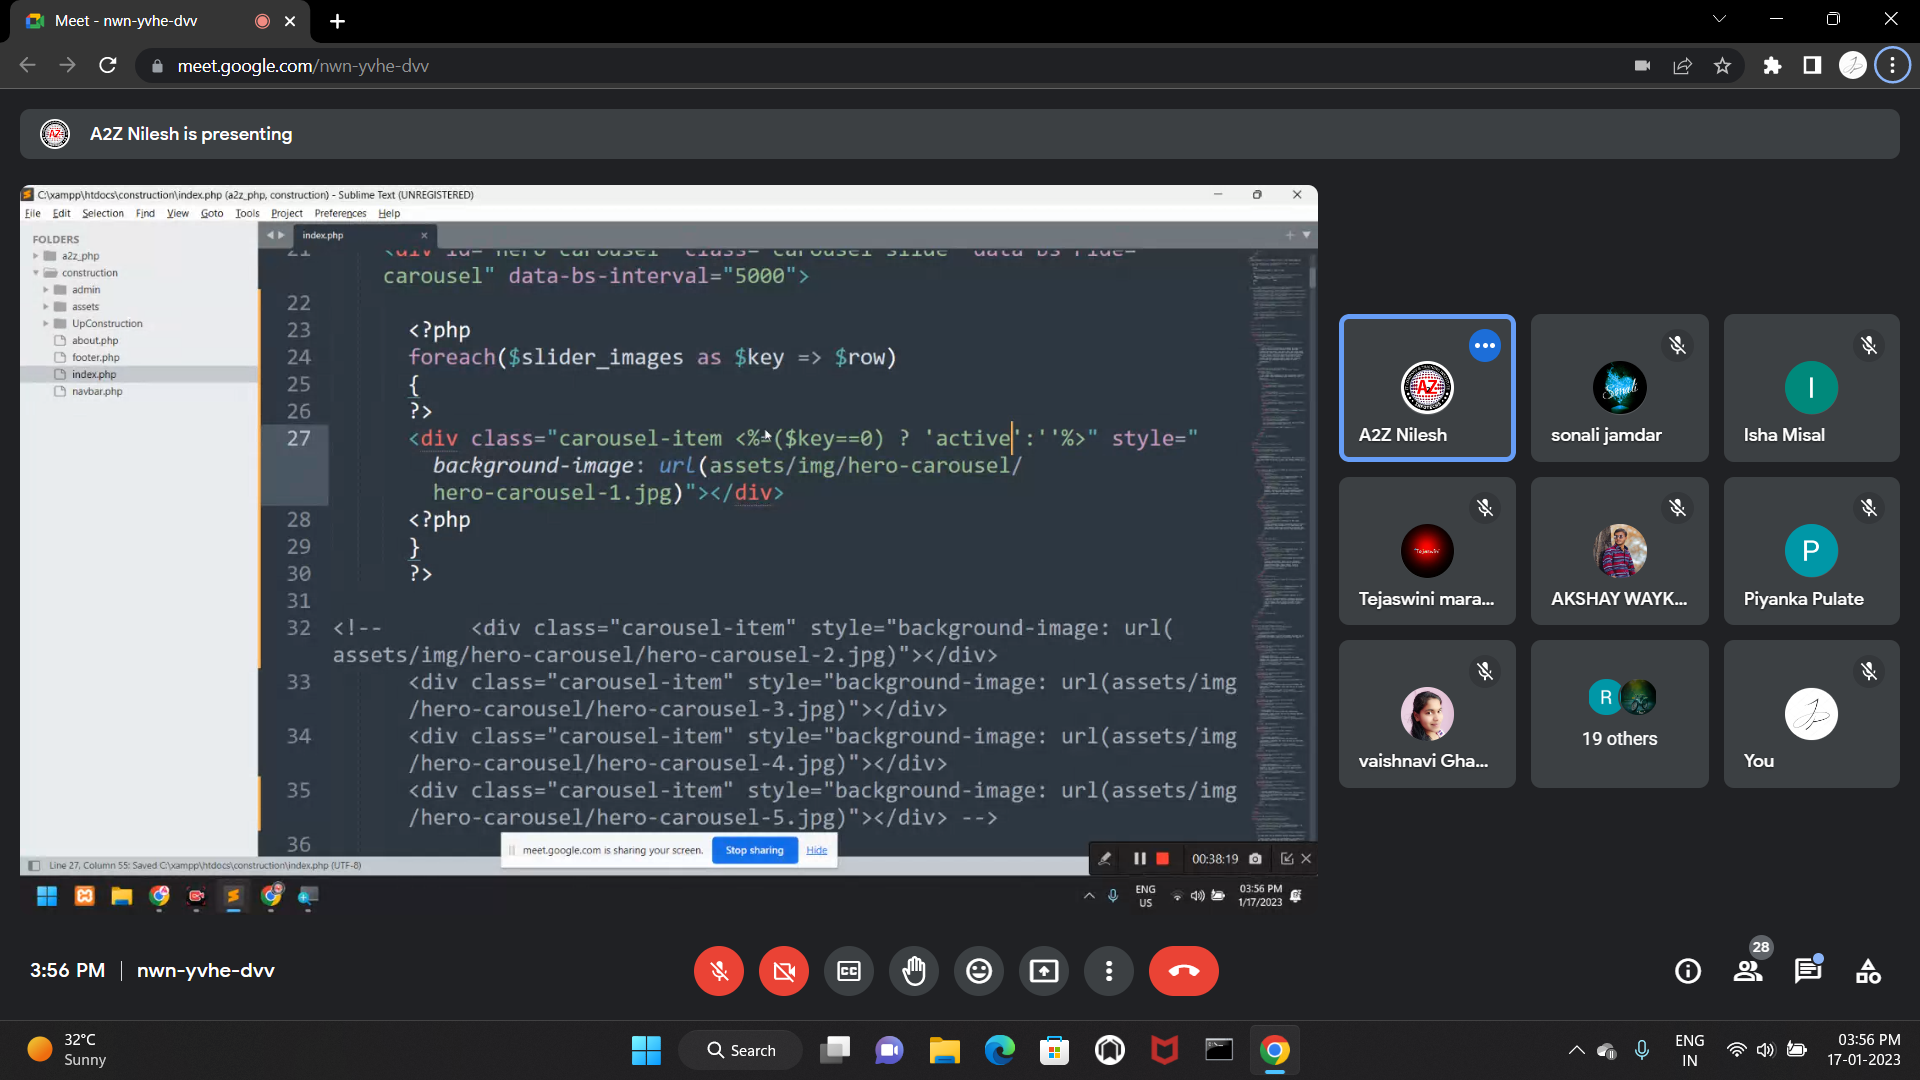 Meet - nwn-yvhe-dvv
meet.google.com/nwn-yvhe-dvv
A2Z Nilesh is presenting
C:\xampp\htdocs\construction\index.php (a2z_php, construction) - Sublime Text (UNREGISTERED)
File Edit Selection Find View Goto Tools Project Preferences Help
FOLDERS
a2z_php
construction
admin
assets
UpConstruction
about.php
footer.php
index.php
navbar.php
index.php
21 <div id="hero-carousel" class="carousel slide" data-bs-ride="
carousel" data-bs-interval="5000">
22
23 <?php
24 foreach($slider_images as $key => $row)
25 {
26 ?>
27 <div class="carousel-item <%=($key==0) ? 'active':''%>" style="
background-image: url(assets/img/hero-carousel/
hero-carousel-1.jpg)"></div>
28 <?php
29 }
30 ?>
31
32 <!-- <div class="carousel-item" style="background-image: url(
assets/img/hero-carousel/hero-carousel-2.jpg)"></div>
33 <div class="carousel-item" style="background-image: url(assets/img
/hero-carousel/hero-carousel-3.jpg)"></div>
34 <div class="carousel-item" style="background-image: url(assets/img
/hero-carousel/hero-carousel-4.jpg)"></div>
35 <div class="carousel-item" style="background-image: url(assets/img
/hero-carousel/hero-carousel-5.jpg)"></div> -->
36
meet.google.com is sharing your screen. Stop sharing Hide
Line 27, Column 55: Saved C:\xampp\htdocs\construction\index.php (UTF-8)
00:38:19
ENG
US
03:56 PM
1/17/2023
AZ
A2Z Nilesh
Sonali
sonali jamdar
I
Isha Misal
"Tejaswini"
Tejaswini mara...
AKSHAY WAYK...
P
Piyanka Pulate
vaishnavi Gha...
R
19 others
You
3:56 PM | nwn-yvhe-dvv
CC
28
32°C
Sunny
Search
ENG
IN
03:56 PM
17-01-2023